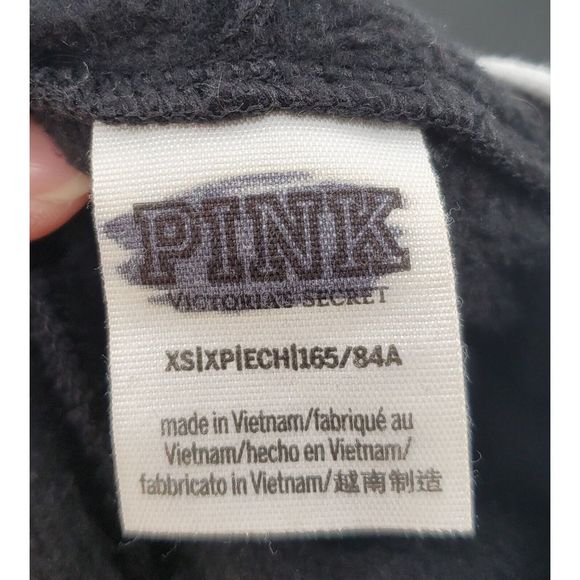 PINK
VICTORIA'S SECRET
XS|XP|ECH|165/84A
made in Vietnam/fabriqué au
Vietnam/hecho en Vietnam/
fabbricato in Vietnam/越南制造